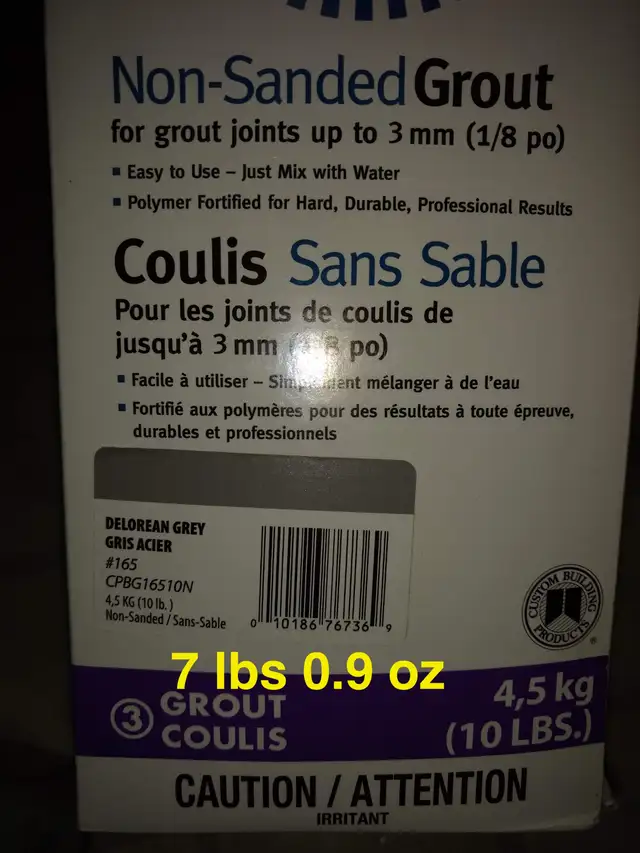 Non-Sanded Grout
for grout joints up to 3 mm (1/8 po)
▪ Easy to Use – Just Mix with Water
▪ Polymer Fortified for Hard, Durable, Professional Results
Coulis Sans Sable
Pour les joints de coulis de
jusqu'à 3 mm (1/8 po)
▪ Facile à utiliser – Simplement mélanger à de l'eau
▪ Fortifié aux polymères pour des résultats à toute épreuve,
durables et professionnels
DELOREAN GREY
GRIS ACIER
#165
CPBG16510N
4,5 KG (10 lb.)
Non-Sanded / Sans-Sable
0 10186 76736 9
CUSTOM BUILDING PRODUCTS ®
7 lbs 0.9 oz
3 GROUT
COULIS
4,5 kg
(10 LBS.)
CAUTION / ATTENTION
IRRITANT